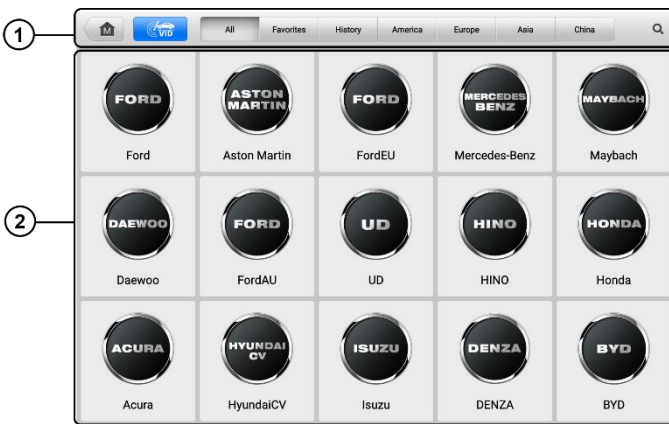 1
M
VID
All
Favorites
History
America
Europe
Asia
China
2
FORD
ASTON
MARTIN
FORD
MERCEDES
BENZ
MAYBACH
Ford
Aston Martin
FordEU
Mercedes-Benz
Maybach
DAEWOO
FORD
UD
HINO
HONDA
Daewoo
FordAU
UD
HINO
Honda
ACURA
HYUNDAI
CV
ISUZU
DENZA
BYD
Acura
HyundaiCV
Isuzu
DENZA
BYD